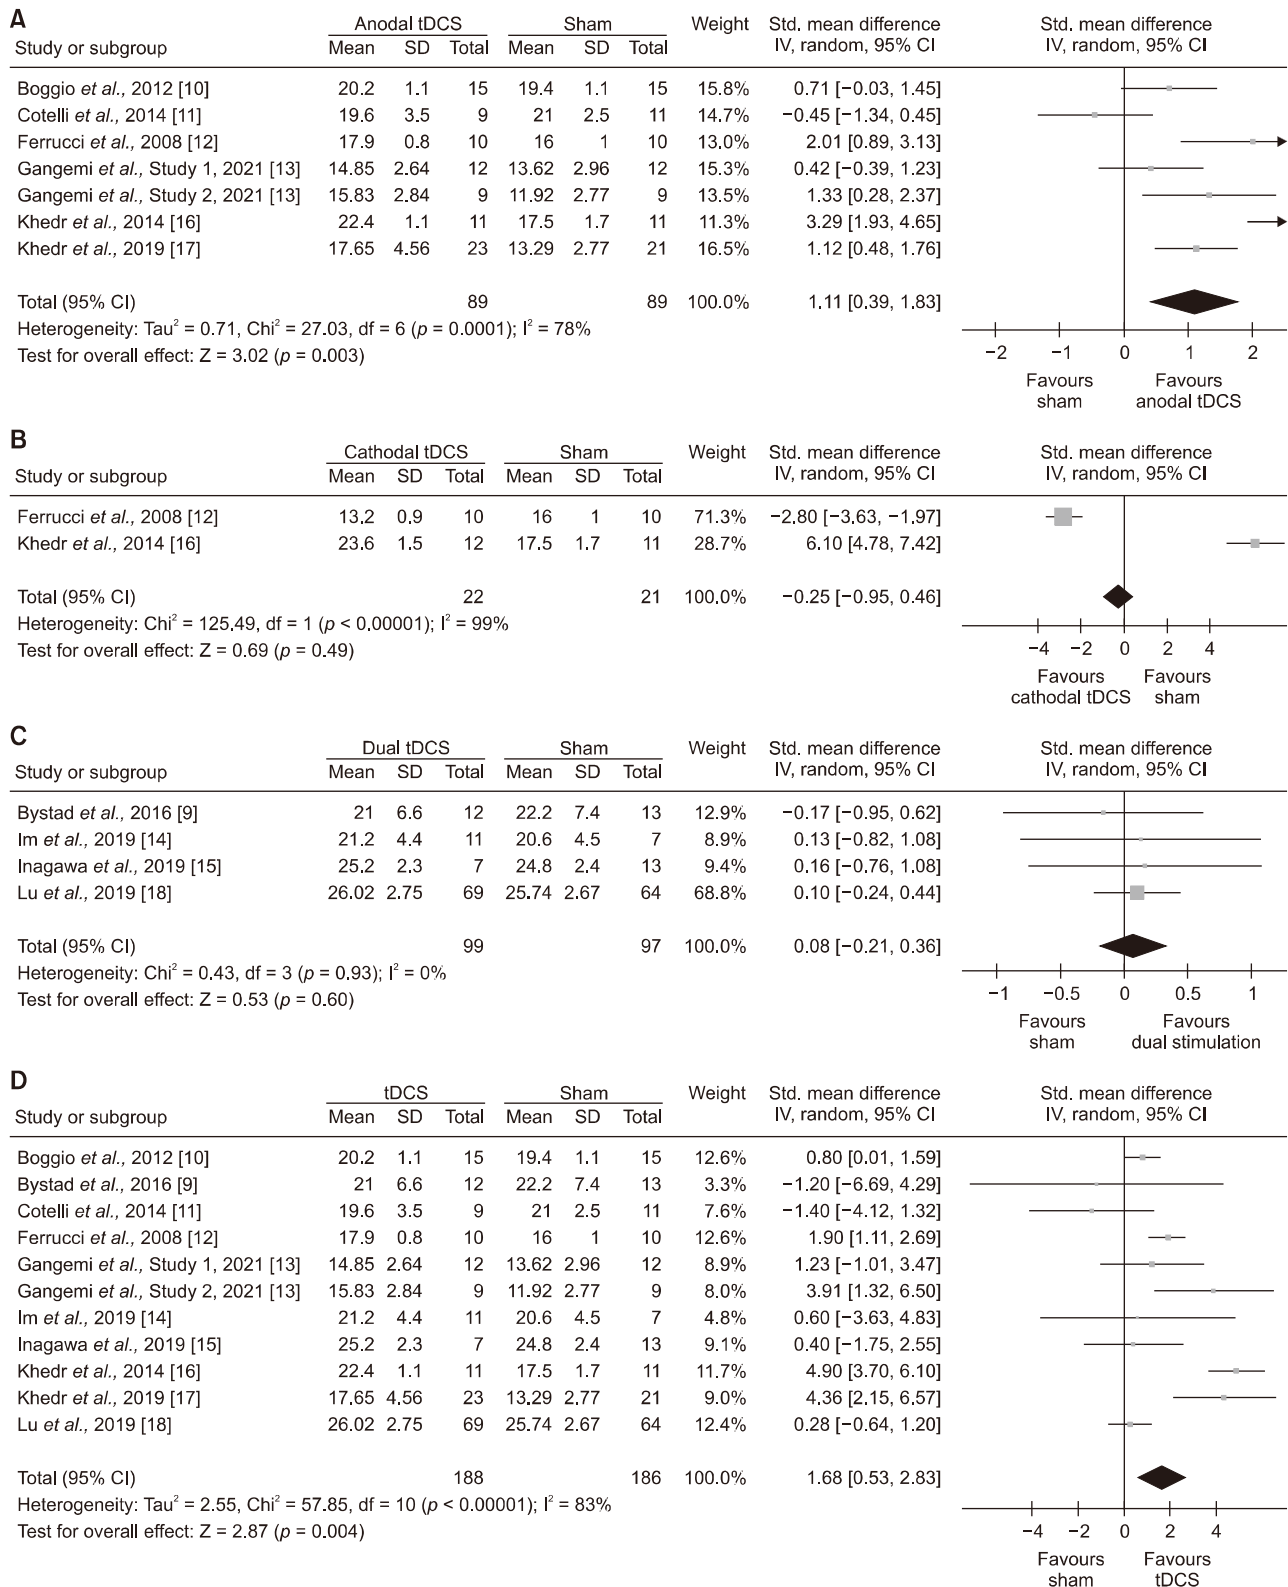 A
Anodal tDCS Sham Weight Std. mean difference Std. mean difference
Study or subgroup Mean SD Total Mean SD Total IV, random, 95% CI IV, random, 95% CI
Boggio et al., 2012 [10] 20.2 1.1 15 19.4 1.1 15 15.8% 0.71 [−0.03, 1.45]
Cotelli et al., 2014 [11] 19.6 3.5 9 21 2.5 11 14.7% −0.45 [−1.34, 0.45]
Ferrucci et al., 2008 [12] 17.9 0.8 10 16 1 10 13.0% 2.01 [0.89, 3.13]
Gangemi et al., Study 1, 2021 [13] 14.85 2.64 12 13.62 2.96 12 15.3% 0.42 [−0.39, 1.23]
Gangemi et al., Study 2, 2021 [13] 15.83 2.84 9 11.92 2.77 9 13.5% 1.33 [0.28, 2.37]
Khedr et al., 2014 [16] 22.4 1.1 11 17.5 1.7 11 11.3% 3.29 [1.93, 4.65]
Khedr et al., 2019 [17] 17.65 4.56 23 13.29 2.77 21 16.5% 1.12 [0.48, 1.76]
Total (95% CI) 89 89 100.0% 1.11 [0.39, 1.83]
Heterogeneity: Tau² = 0.71, Chi² = 27.03, df = 6 (p = 0.0001); I² = 78%
Test for overall effect: Z = 3.02 (p = 0.003)
−2 −1 0 1 2
Favours Favours
sham anodal tDCS
B
Cathodal tDCS Sham Weight Std. mean difference Std. mean difference
Study or subgroup Mean SD Total Mean SD Total IV, random, 95% CI IV, random, 95% CI
Ferrucci et al., 2008 [12] 13.2 0.9 10 16 1 10 71.3% −2.80 [−3.63, −1.97]
Khedr et al., 2014 [16] 23.6 1.5 12 17.5 1.7 11 28.7% 6.10 [4.78, 7.42]
Total (95% CI) 22 21 100.0% −0.25 [−0.95, 0.46]
Heterogeneity: Chi² = 125.49, df = 1 (p < 0.00001); I² = 99%
Test for overall effect: Z = 0.69 (p = 0.49)
−4 −2 0 2 4
Favours Favours
cathodal tDCS sham
C
Dual tDCS Sham Weight Std. mean difference Std. mean difference
Study or subgroup Mean SD Total Mean SD Total IV, random, 95% CI IV, random, 95% CI
Bystad et al., 2016 [9] 21 6.6 12 22.2 7.4 13 12.9% −0.17 [−0.95, 0.62]
Im et al., 2019 [14] 21.2 4.4 11 20.6 4.5 7 8.9% 0.13 [−0.82, 1.08]
Inagawa et al., 2019 [15] 25.2 2.3 7 24.8 2.4 13 9.4% 0.16 [−0.76, 1.08]
Lu et al., 2019 [18] 26.02 2.75 69 25.74 2.67 64 68.8% 0.10 [−0.24, 0.44]
Total (95% CI) 99 97 100.0% 0.08 [−0.21, 0.36]
Heterogeneity: Chi² = 0.43, df = 3 (p = 0.93); I² = 0%
Test for overall effect: Z = 0.53 (p = 0.60)
−1 −0.5 0 0.5 1
Favours Favours
sham dual stimulation
D
tDCS Sham Weight Std. mean difference Std. mean difference
Study or subgroup Mean SD Total Mean SD Total IV, random, 95% CI IV, random, 95% CI
Boggio et al., 2012 [10] 20.2 1.1 15 19.4 1.1 15 12.6% 0.80 [0.01, 1.59]
Bystad et al., 2016 [9] 21 6.6 12 22.2 7.4 13 3.3% −1.20 [−6.69, 4.29]
Cotelli et al., 2014 [11] 19.6 3.5 9 21 2.5 11 7.6% −1.40 [−4.12, 1.32]
Ferrucci et al., 2008 [12] 17.9 0.8 10 16 1 10 12.6% 1.90 [1.11, 2.69]
Gangemi et al., Study 1, 2021 [13] 14.85 2.64 12 13.62 2.96 12 8.9% 1.23 [−1.01, 3.47]
Gangemi et al., Study 2, 2021 [13] 15.83 2.84 9 11.92 2.77 9 8.0% 3.91 [1.32, 6.50]
Im et al., 2019 [14] 21.2 4.4 11 20.6 4.5 7 4.8% 0.60 [−3.63, 4.83]
Inagawa et al., 2019 [15] 25.2 2.3 7 24.8 2.4 13 9.1% 0.40 [−1.75, 2.55]
Khedr et al., 2014 [16] 22.4 1.1 11 17.5 1.7 11 11.7% 4.90 [3.70, 6.10]
Khedr et al., 2019 [17] 17.65 4.56 23 13.29 2.77 21 9.0% 4.36 [2.15, 6.57]
Lu et al., 2019 [18] 26.02 2.75 69 25.74 2.67 64 12.4% 0.28 [−0.64, 1.20]
Total (95% CI) 188 186 100.0% 1.68 [0.53, 2.83]
Heterogeneity: Tau² = 2.55, Chi² = 57.85, df = 10 (p < 0.00001); I² = 83%
Test for overall effect: Z = 2.87 (p = 0.004)
−4 −2 0 2 4
Favours Favours
sham tDCS